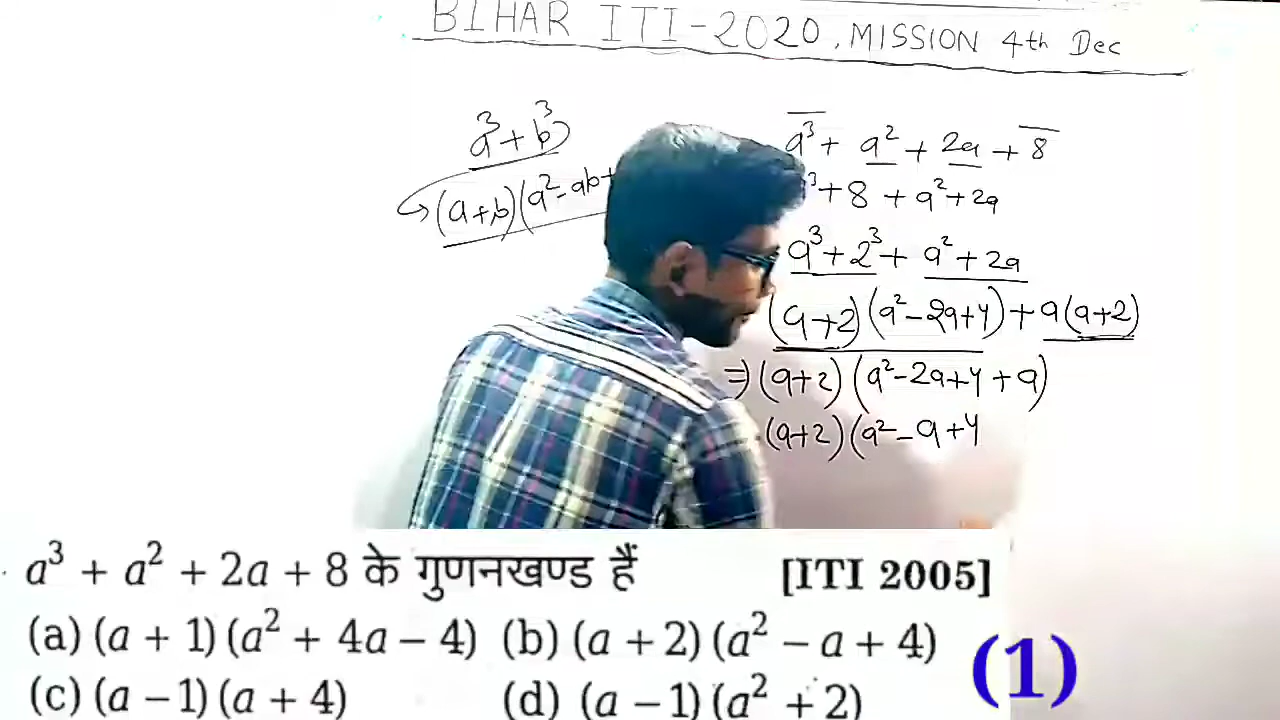 BIHAR ITI-2020, MISSION 4th Dec
a³+b³
(a+b)(a²-ab+
a³+ a² + 2a + 8
³+8 + a²+2a
a³+2³+ a²+2a
(a+2)(a²-2a+4)+a(a+2)
⇒(a+2)(a²-2a+4+a)
(a+2)(a²-a+4
a³ + a² + 2a + 8 के गुणनखण्ड हैं [ITI 2005]
(a) (a + 1) (a² + 4a − 4) (b) (a + 2) (a² − a + 4)
(c) (a − 1) (a + 4) (d) (a − 1) (a² + 2)
(1)